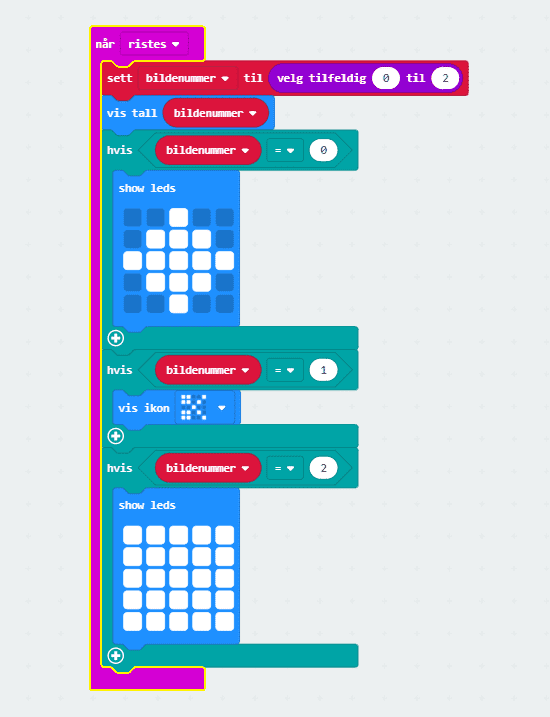 når ristes
sett bildenummer til velg tilfeldig 0 til 2
vis tall bildenummer
hvis bildenummer = 0
show leds
hvis bildenummer = 1
vis ikon
hvis bildenummer = 2
show leds